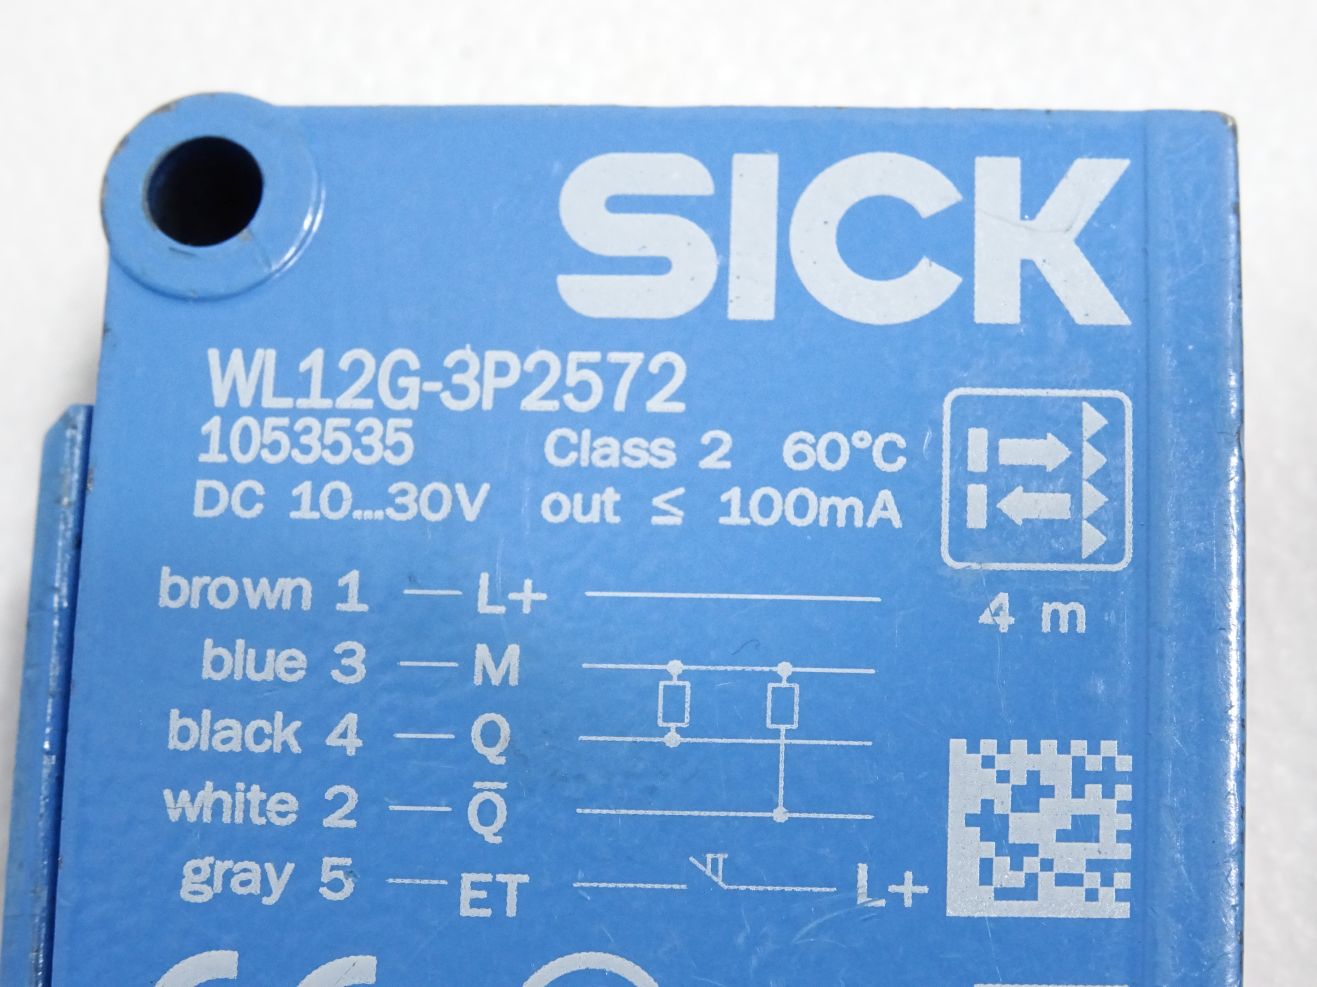 SICK
WL12G-3P2572
1053535 Class 2 60°C
DC 10...30V out ≤ 100mA
brown 1 — L+
4 m
blue 3 — M
black 4 — Q
white 2 — Q̅
gray 5 — ET L+
CE